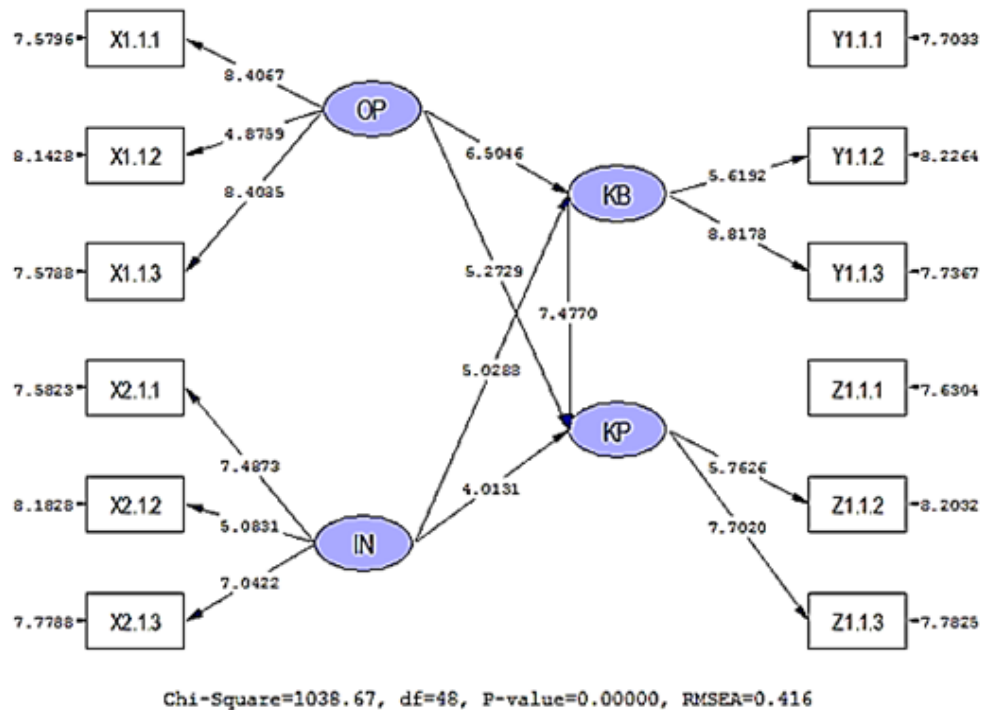 7.5796 X1.1.1
8.4067
OP
8.1428 X1.1.2
4.8759
7.5788 X1.1.3
8.4035
6.5046
5.2729
KB
7.4770
5.0288
4.0131
KP
7.5823 X2.1.1
7.4873
8.1828 X2.1.2
5.0831
IN
7.7788 X2.1.3
7.0422
Y1.1.1 7.7033
5.6192
Y1.1.2 8.2264
8.8178
Y1.1.3 7.7367
Z1.1.1 7.6304
5.7626
Z1.1.2 8.2032
7.7020
Z1.1.3 7.7825
Chi-Square=1038.67, df=48, P-value=0.00000, RMSEA=0.416